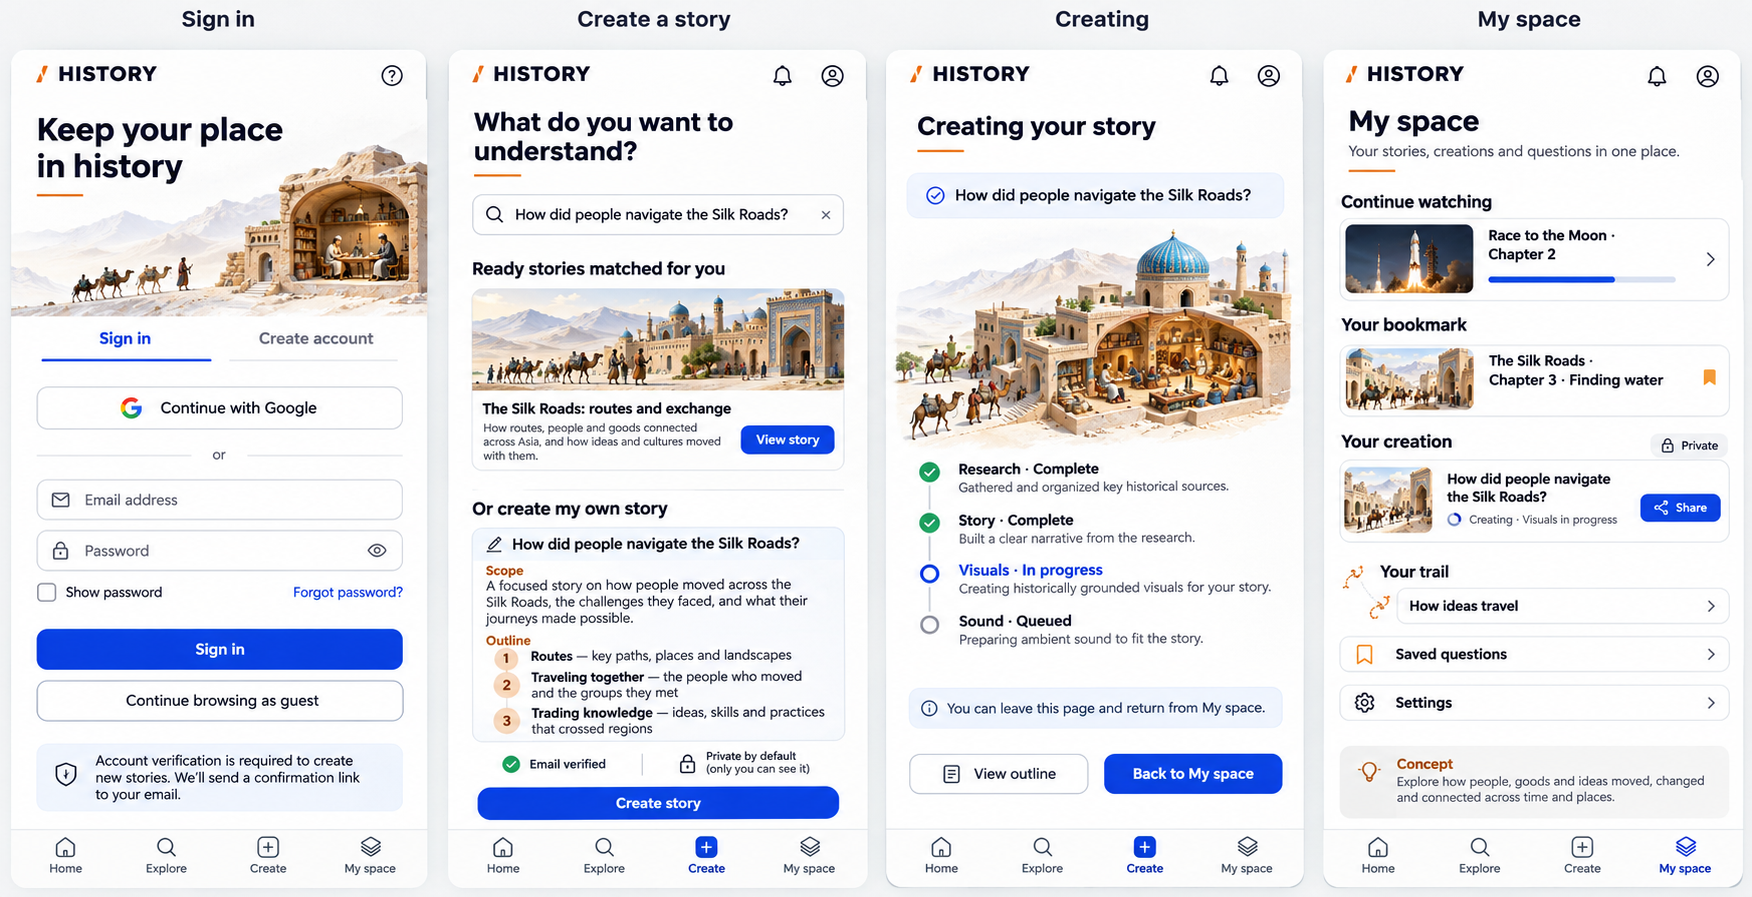 Sign in
HISTORY
Keep your place
in history
Sign in
Create account
Continue with Google
or
Email address
Password
Show password
Forgot password?
Sign in
Continue browsing as guest
Account verification is required to create
new stories. We'll send a confirmation link
to your email.
Home
Explore
Create
My space
Create a story
HISTORY
What do you want to
understand?
How did people navigate the Silk Roads?
Ready stories matched for you
The Silk Roads: routes and exchange
How routes, people and goods connected
across Asia, and how ideas and cultures moved
with them.
View story
Or create my own story
How did people navigate the Silk Roads?
Scope
A focused story on how people moved across the
Silk Roads, the challenges they faced, and what their
journeys made possible.
Outline
1 Routes — key paths, places and landscapes
2 Traveling together — the people who moved
and the groups they met
3 Trading knowledge — ideas, skills and practices
that crossed regions
Email verified
Private by default
(only you can see it)
Create story
Home
Explore
Create
My space
Creating
HISTORY
Creating your story
How did people navigate the Silk Roads?
Research · Complete
Gathered and organized key historical sources.
Story · Complete
Built a clear narrative from the research.
Visuals · In progress
Creating historically grounded visuals for your story.
Sound · Queued
Preparing ambient sound to fit the story.
You can leave this page and return from My space.
View outline
Back to My space
Home
Explore
Create
My space
My space
HISTORY
My space
Your stories, creations and questions in one place.
Continue watching
Race to the Moon ·
Chapter 2
Your bookmark
The Silk Roads ·
Chapter 3 · Finding water
Your creation
Private
How did people navigate
the Silk Roads?
Creating · Visuals in progress
Share
Your trail
How ideas travel
Saved questions
Settings
Concept
Explore how people, goods and ideas moved, changed
and connected across time and places.
Home
Explore
Create
My space